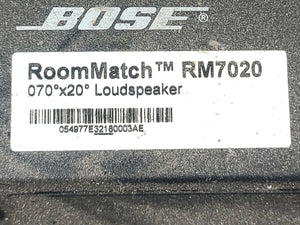 BOSE
RoomMatch™ RM7020
070°x20° Loudspeaker
054977E32180003AE